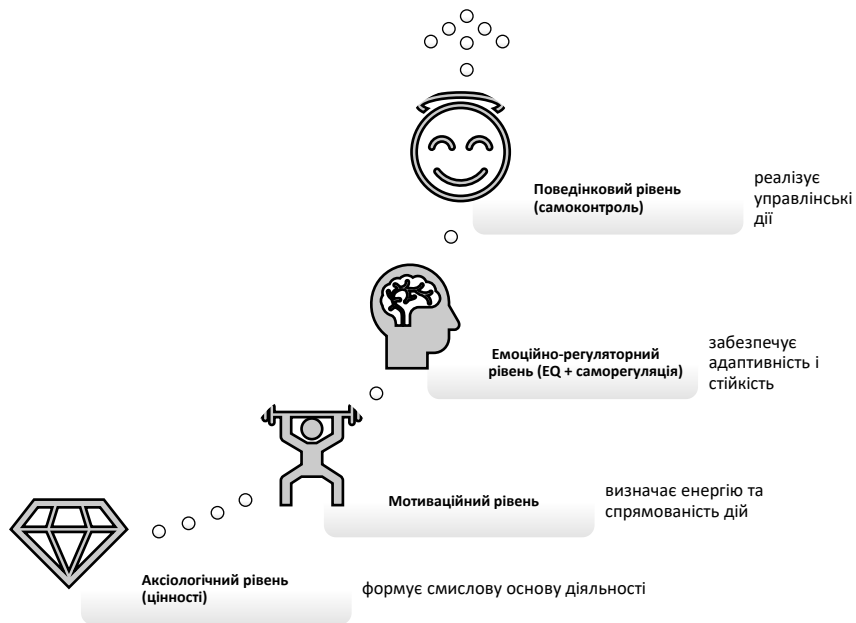 Поведінковий рівень
(самоконтроль)
реалізує
управлінські
дії
Емоційно-регуляторний
рівень (EQ + саморегуляція)
забезпечує
адаптивність і
стійкість
Мотиваційний рівень
визначає енергію та
спрямованість дій
Аксіологічний рівень
(цінності)
формує смислову основу діяльності